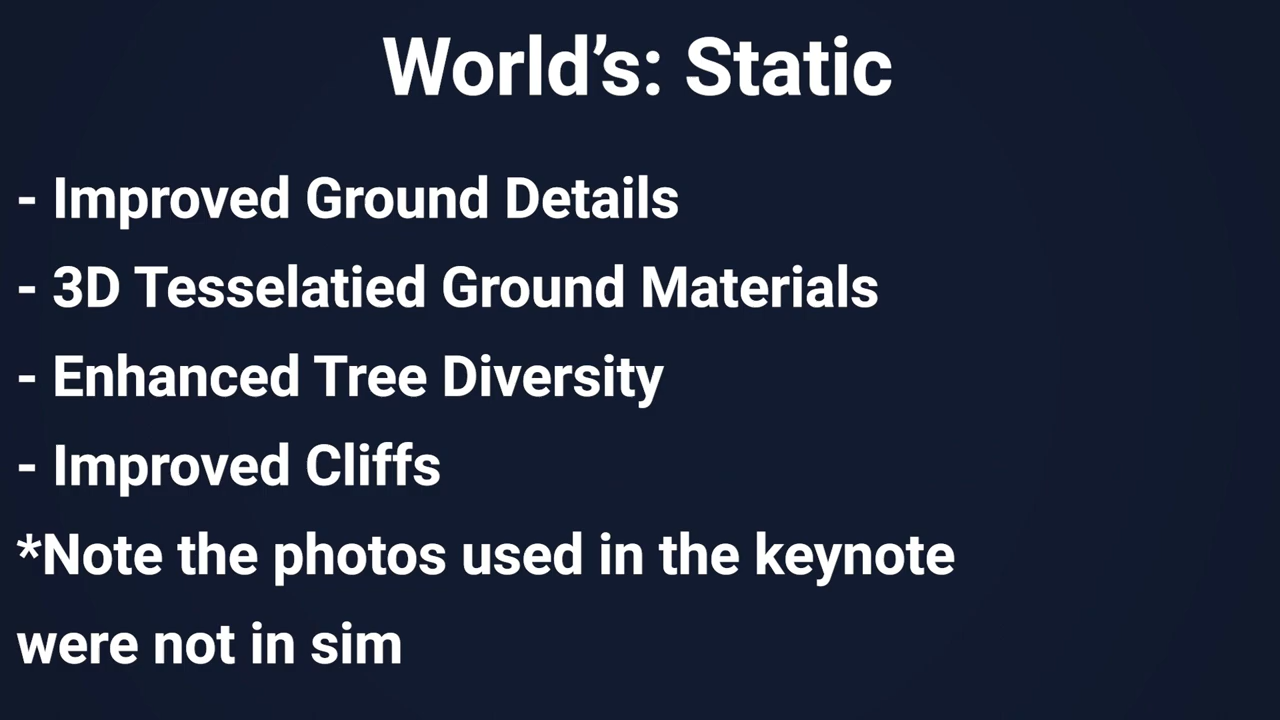 World’s: Static
- Improved Ground Details
- 3D Tesselatied Ground Materials
- Enhanced Tree Diversity
- Improved Cliffs
*Note the photos used in the keynote
were not in sim